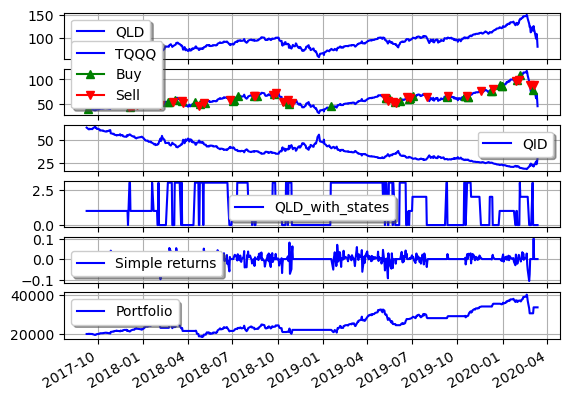 150
QLD
100
TQQQ
Buy
100
Sell
50
50
QID
25
2.5
QLD_with_states
0.0
0.1
Simple returns
0.0
−0.1
40000
Portfolio
20000
2017-10 2018-01 2018-04 2018-07 2018-10 2019-01 2019-04 2019-07 2019-10 2020-01 2020-04